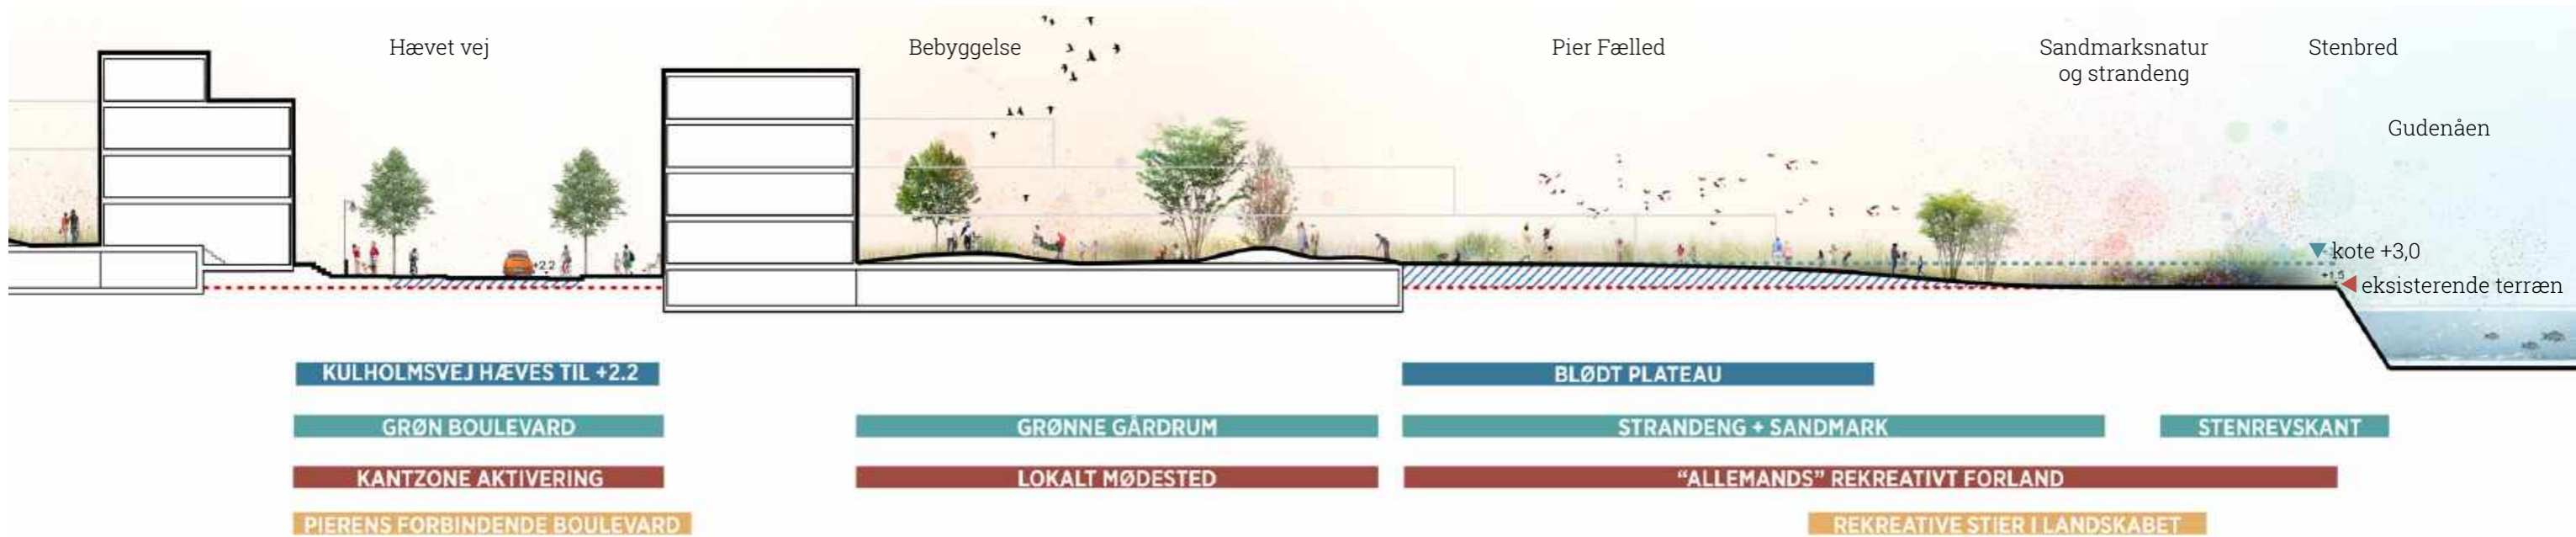 Hævet vej
Bebyggelse
Pier Fælled
Sandmarksnatur
og strandeng
Stenbred
Gudenåen
kote +3,0
+2.2
+1.5
eksisterende terræn
KULHOLMSVEJ HÆVES TIL +2.2
BLØDT PLATEAU
GRØN BOULEVARD
GRØNNE GÅRDRUM
STRANDENG + SANDMARK
STENREVSKANT
KANTZONE AKTIVERING
LOKALT MØDESTED
“ALLEMANDS” REKREATIVT FORLAND
PIERENS FORBINDENDE BOULEVARD
REKREATIVE STIER I LANDSKABET